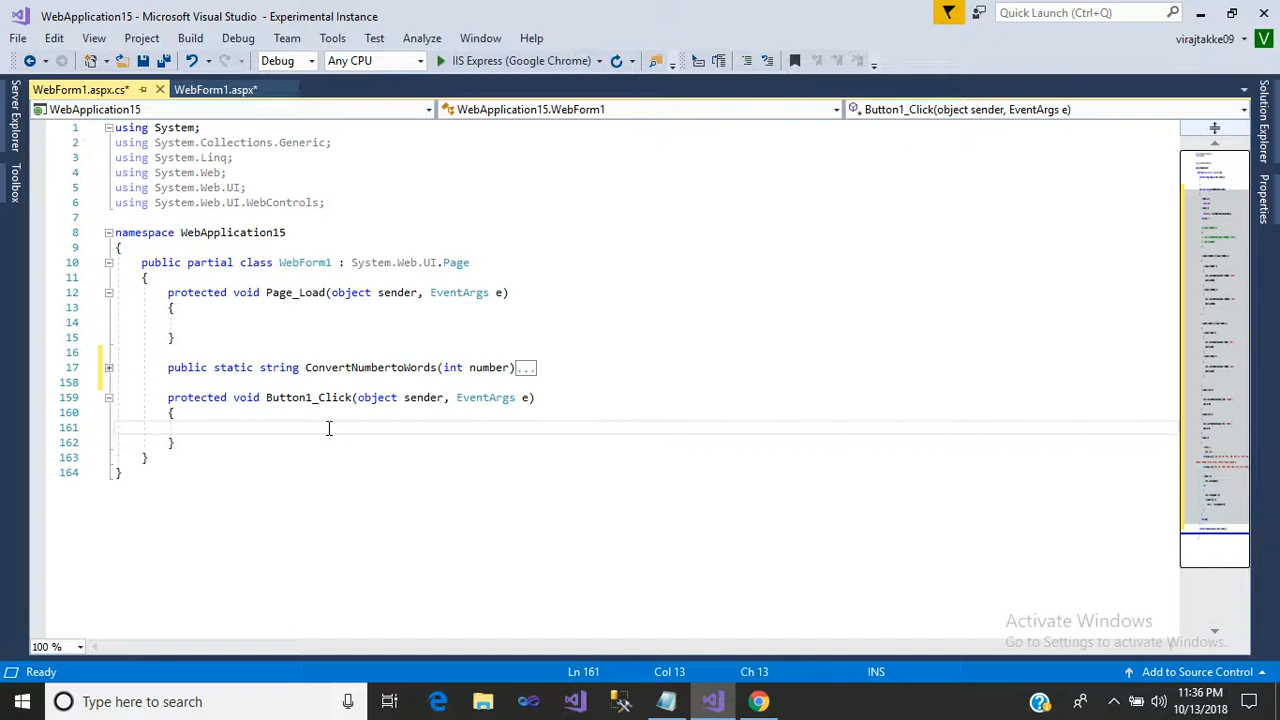 WebApplication15 - Microsoft Visual Studio - Experimental Instance
Quick Launch (Ctrl+Q)
File Edit View Project Build Debug Team Tools Test Analyze Window Help
virajtakke09 V
Debug Any CPU IIS Express (Google Chrome)
WebForm1.aspx.cs* WebForm1.aspx*
WebApplication15 WebApplication15.WebForm1 Button1_Click(object sender, EventArgs e)
Server Explorer
Toolbox
Solution Explorer
Properties
1 using System;
2 using System.Collections.Generic;
3 using System.Linq;
4 using System.Web;
5 using System.Web.UI;
6 using System.Web.UI.WebControls;
7
8 namespace WebApplication15
9 {
10 public partial class WebForm1 : System.Web.UI.Page
11 {
12 protected void Page_Load(object sender, EventArgs e)
13 {
14
15 }
16
17 public static string ConvertNumbertoWords(int number)...
158
159 protected void Button1_Click(object sender, EventArgs e)
160 {
161
162 }
163 }
164 }
Activate Windows
Go to Settings to activate Windows.
100 %
Ready Ln 161 Col 13 Ch 13 INS Add to Source Control
Type here to search
11:36 PM
10/13/2018